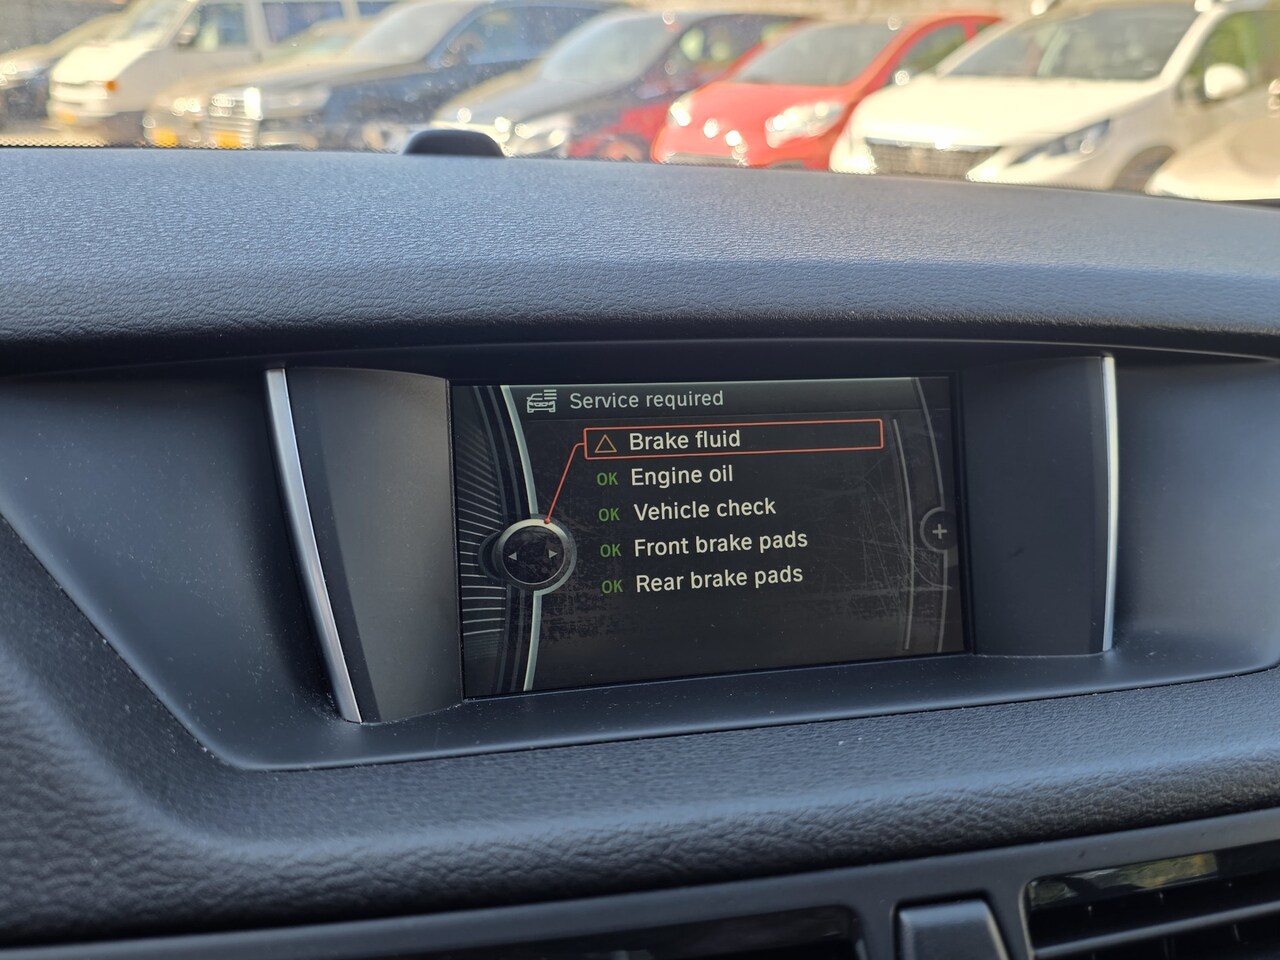 Service required
Brake fluid
OK Engine oil
OK Vehicle check
OK Front brake pads
OK Rear brake pads
+